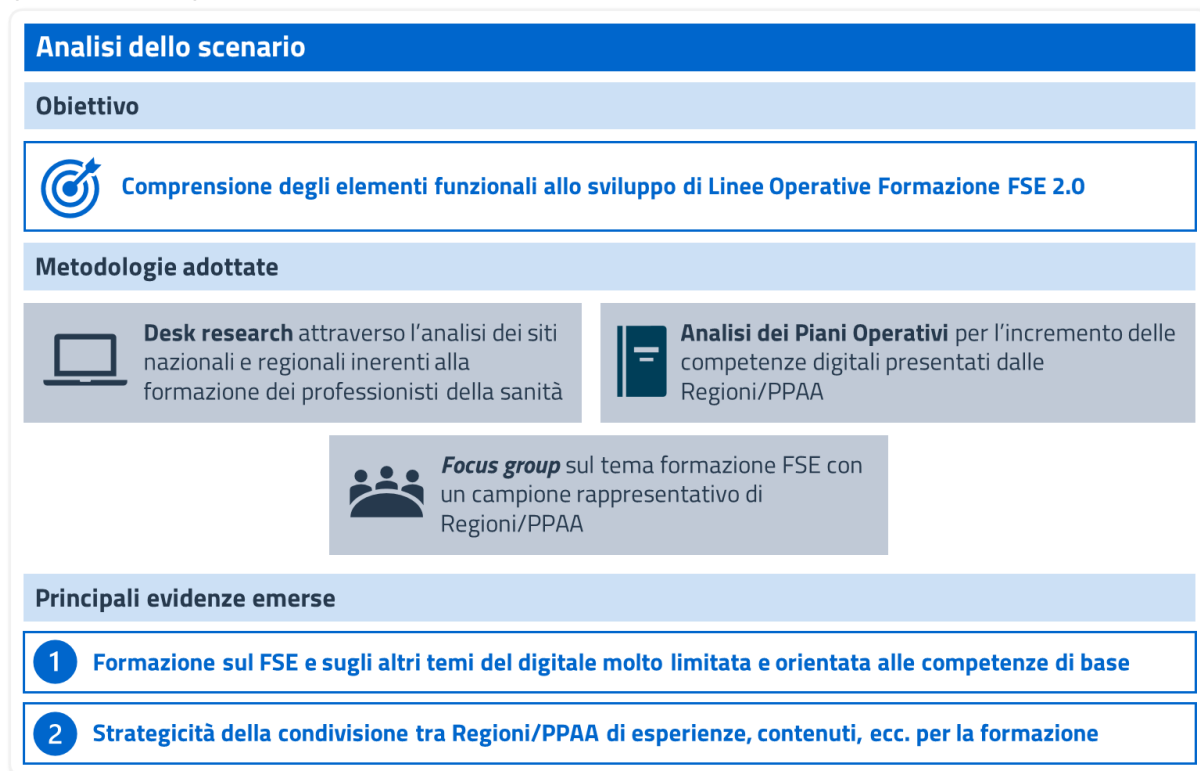 Analisi dello scenario
Obiettivo
Comprensione degli elementi funzionali allo sviluppo di Linee Operative Formazione FSE 2.0
Metodologie adottate
Desk research attraverso l'analisi dei siti
nazionali e regionali inerenti alla
formazione dei professionisti della sanità
Analisi dei Piani Operativi per l'incremento delle
competenze digitali presentati dalle
Regioni/PPAA
Focus group sul tema formazione FSE con
un campione rappresentativo di
Regioni/PPAA
Principali evidenze emerse
1 Formazione sul FSE e sugli altri temi del digitale molto limitata e orientata alle competenze di base
2 Strategicità della condivisione tra Regioni/PPAA di esperienze, contenuti, ecc. per la formazione